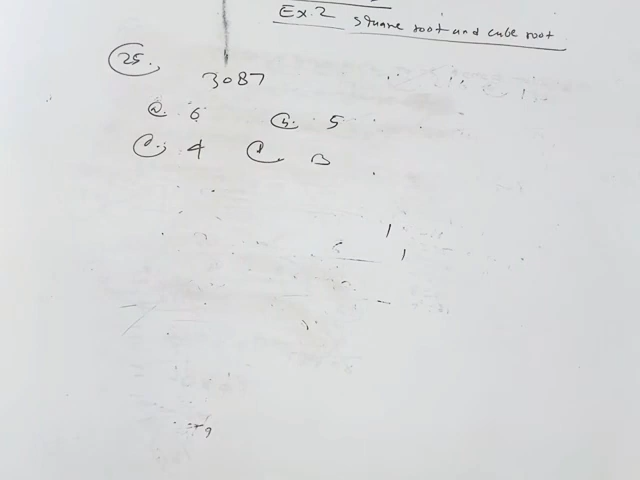 Ex.2 square root and cube root
25.
3087
a. 6 b. 5
c. 4 d. 3